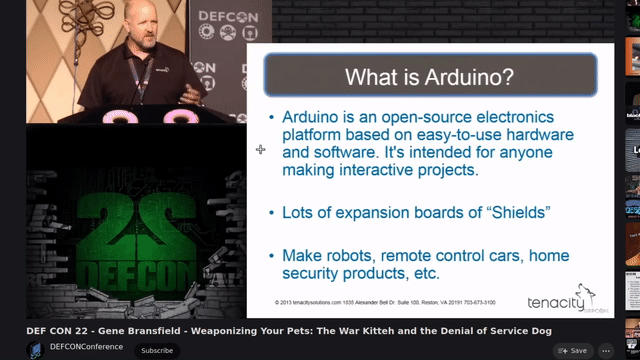 DEFCON
What is Arduino?
• Arduino is an open-source electronics
platform based on easy-to-use hardware
and software. It's intended for anyone
making interactive projects.
• Lots of expansion boards of “Shields”
• Make robots, remote control cars, home
security products, etc.
22
DEFCON
© 2013 tenacitysolutions.com 1835 Alexander Bell Dr. Suite 100, Reston, VA 20191 703-673-3100
tenacity
DEF CON 22 - Gene Bransfield - Weaponizing Your Pets: The War Kitteh and the Denial of Service Dog
DEFCONConference
Subscribe
Save